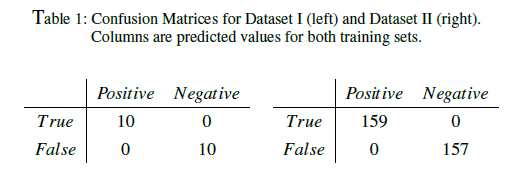 Table 1: Confusion Matrices for Dataset I (left) and Dataset II (right).
Columns are predicted values for both training sets.
Positive Negative Positive Negative
True 10 0 True 159 0
False 0 10 False 0 157